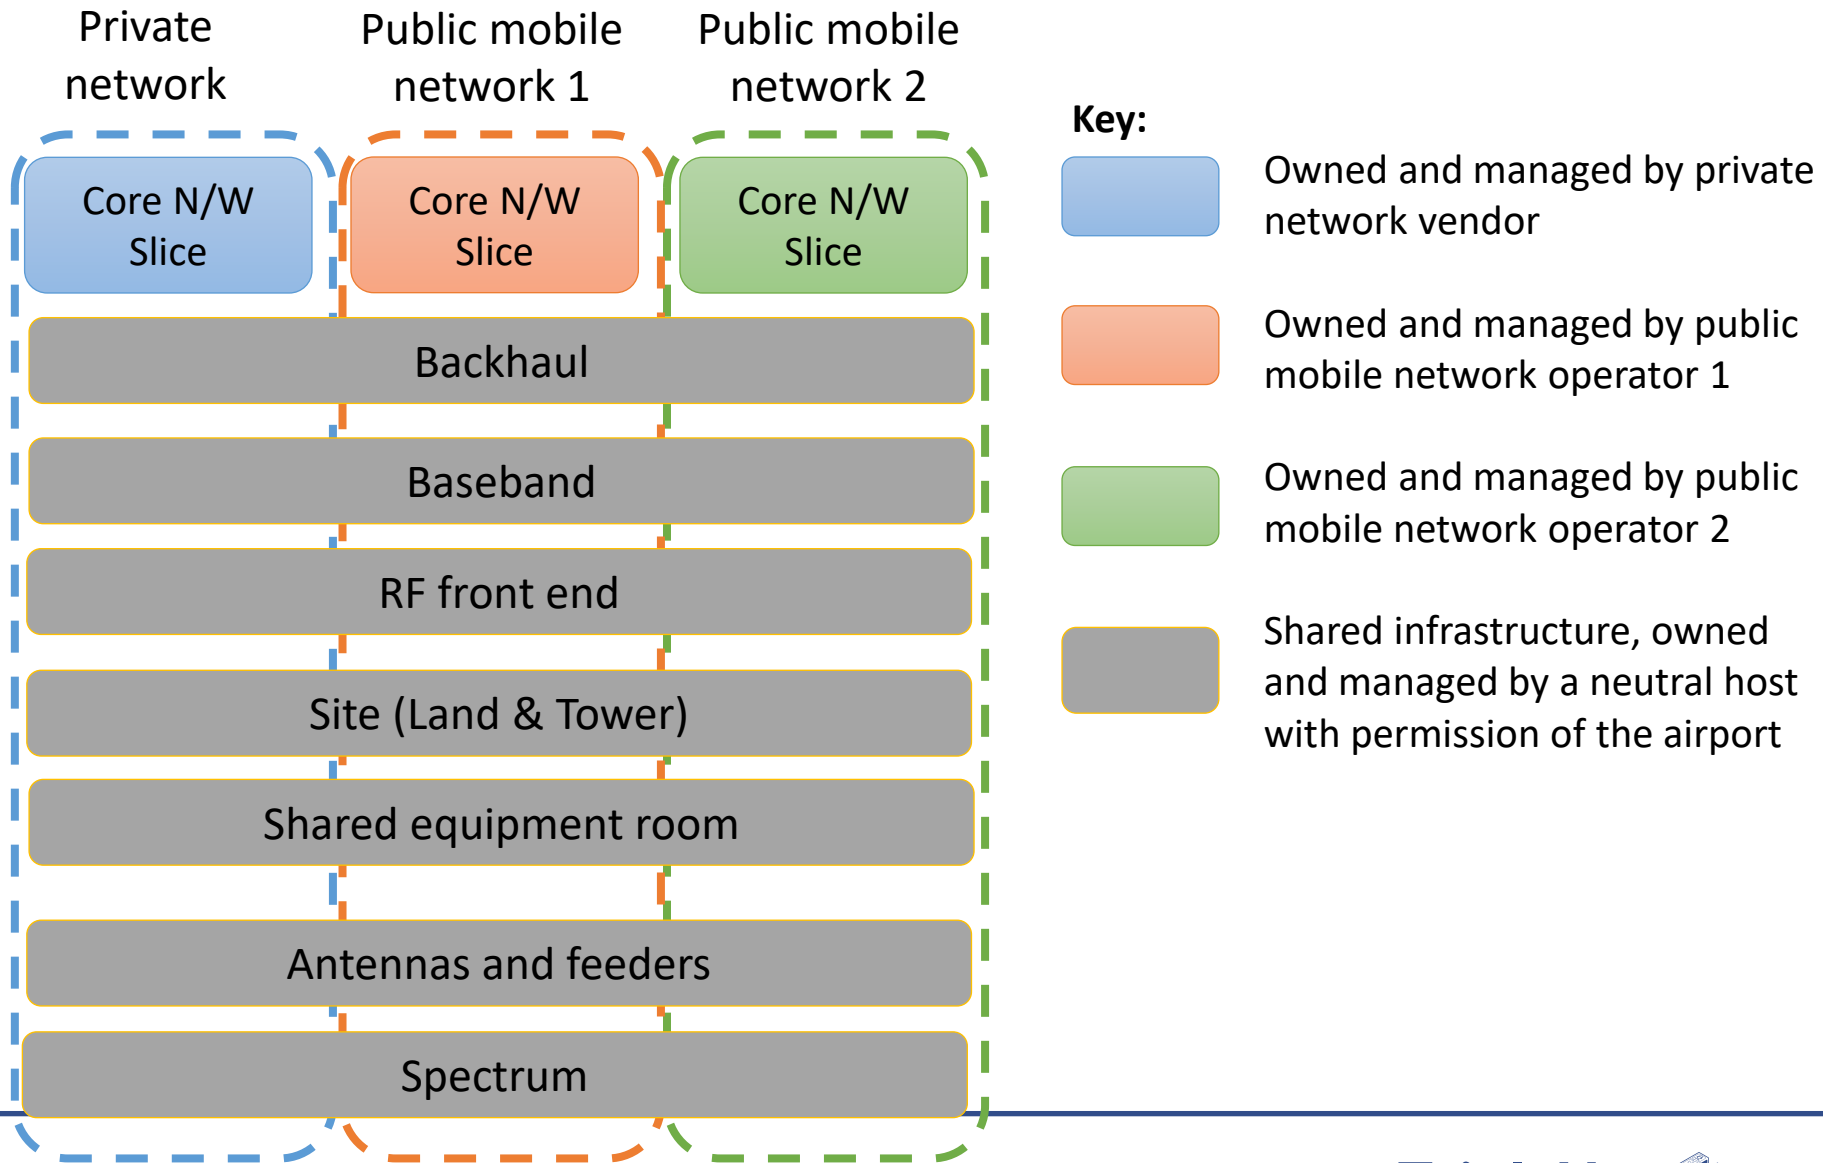 Private
network
Public mobile
network 1
Public mobile
network 2
Core N/W
Slice
Core N/W
Slice
Core N/W
Slice
Backhaul
Baseband
RF front end
Site (Land & Tower)
Shared equipment room
Antennas and feeders
Spectrum
Key:
Owned and managed by private
network vendor
Owned and managed by public
mobile network operator 1
Owned and managed by public
mobile network operator 2
Shared infrastructure, owned
and managed by a neutral host
with permission of the airport